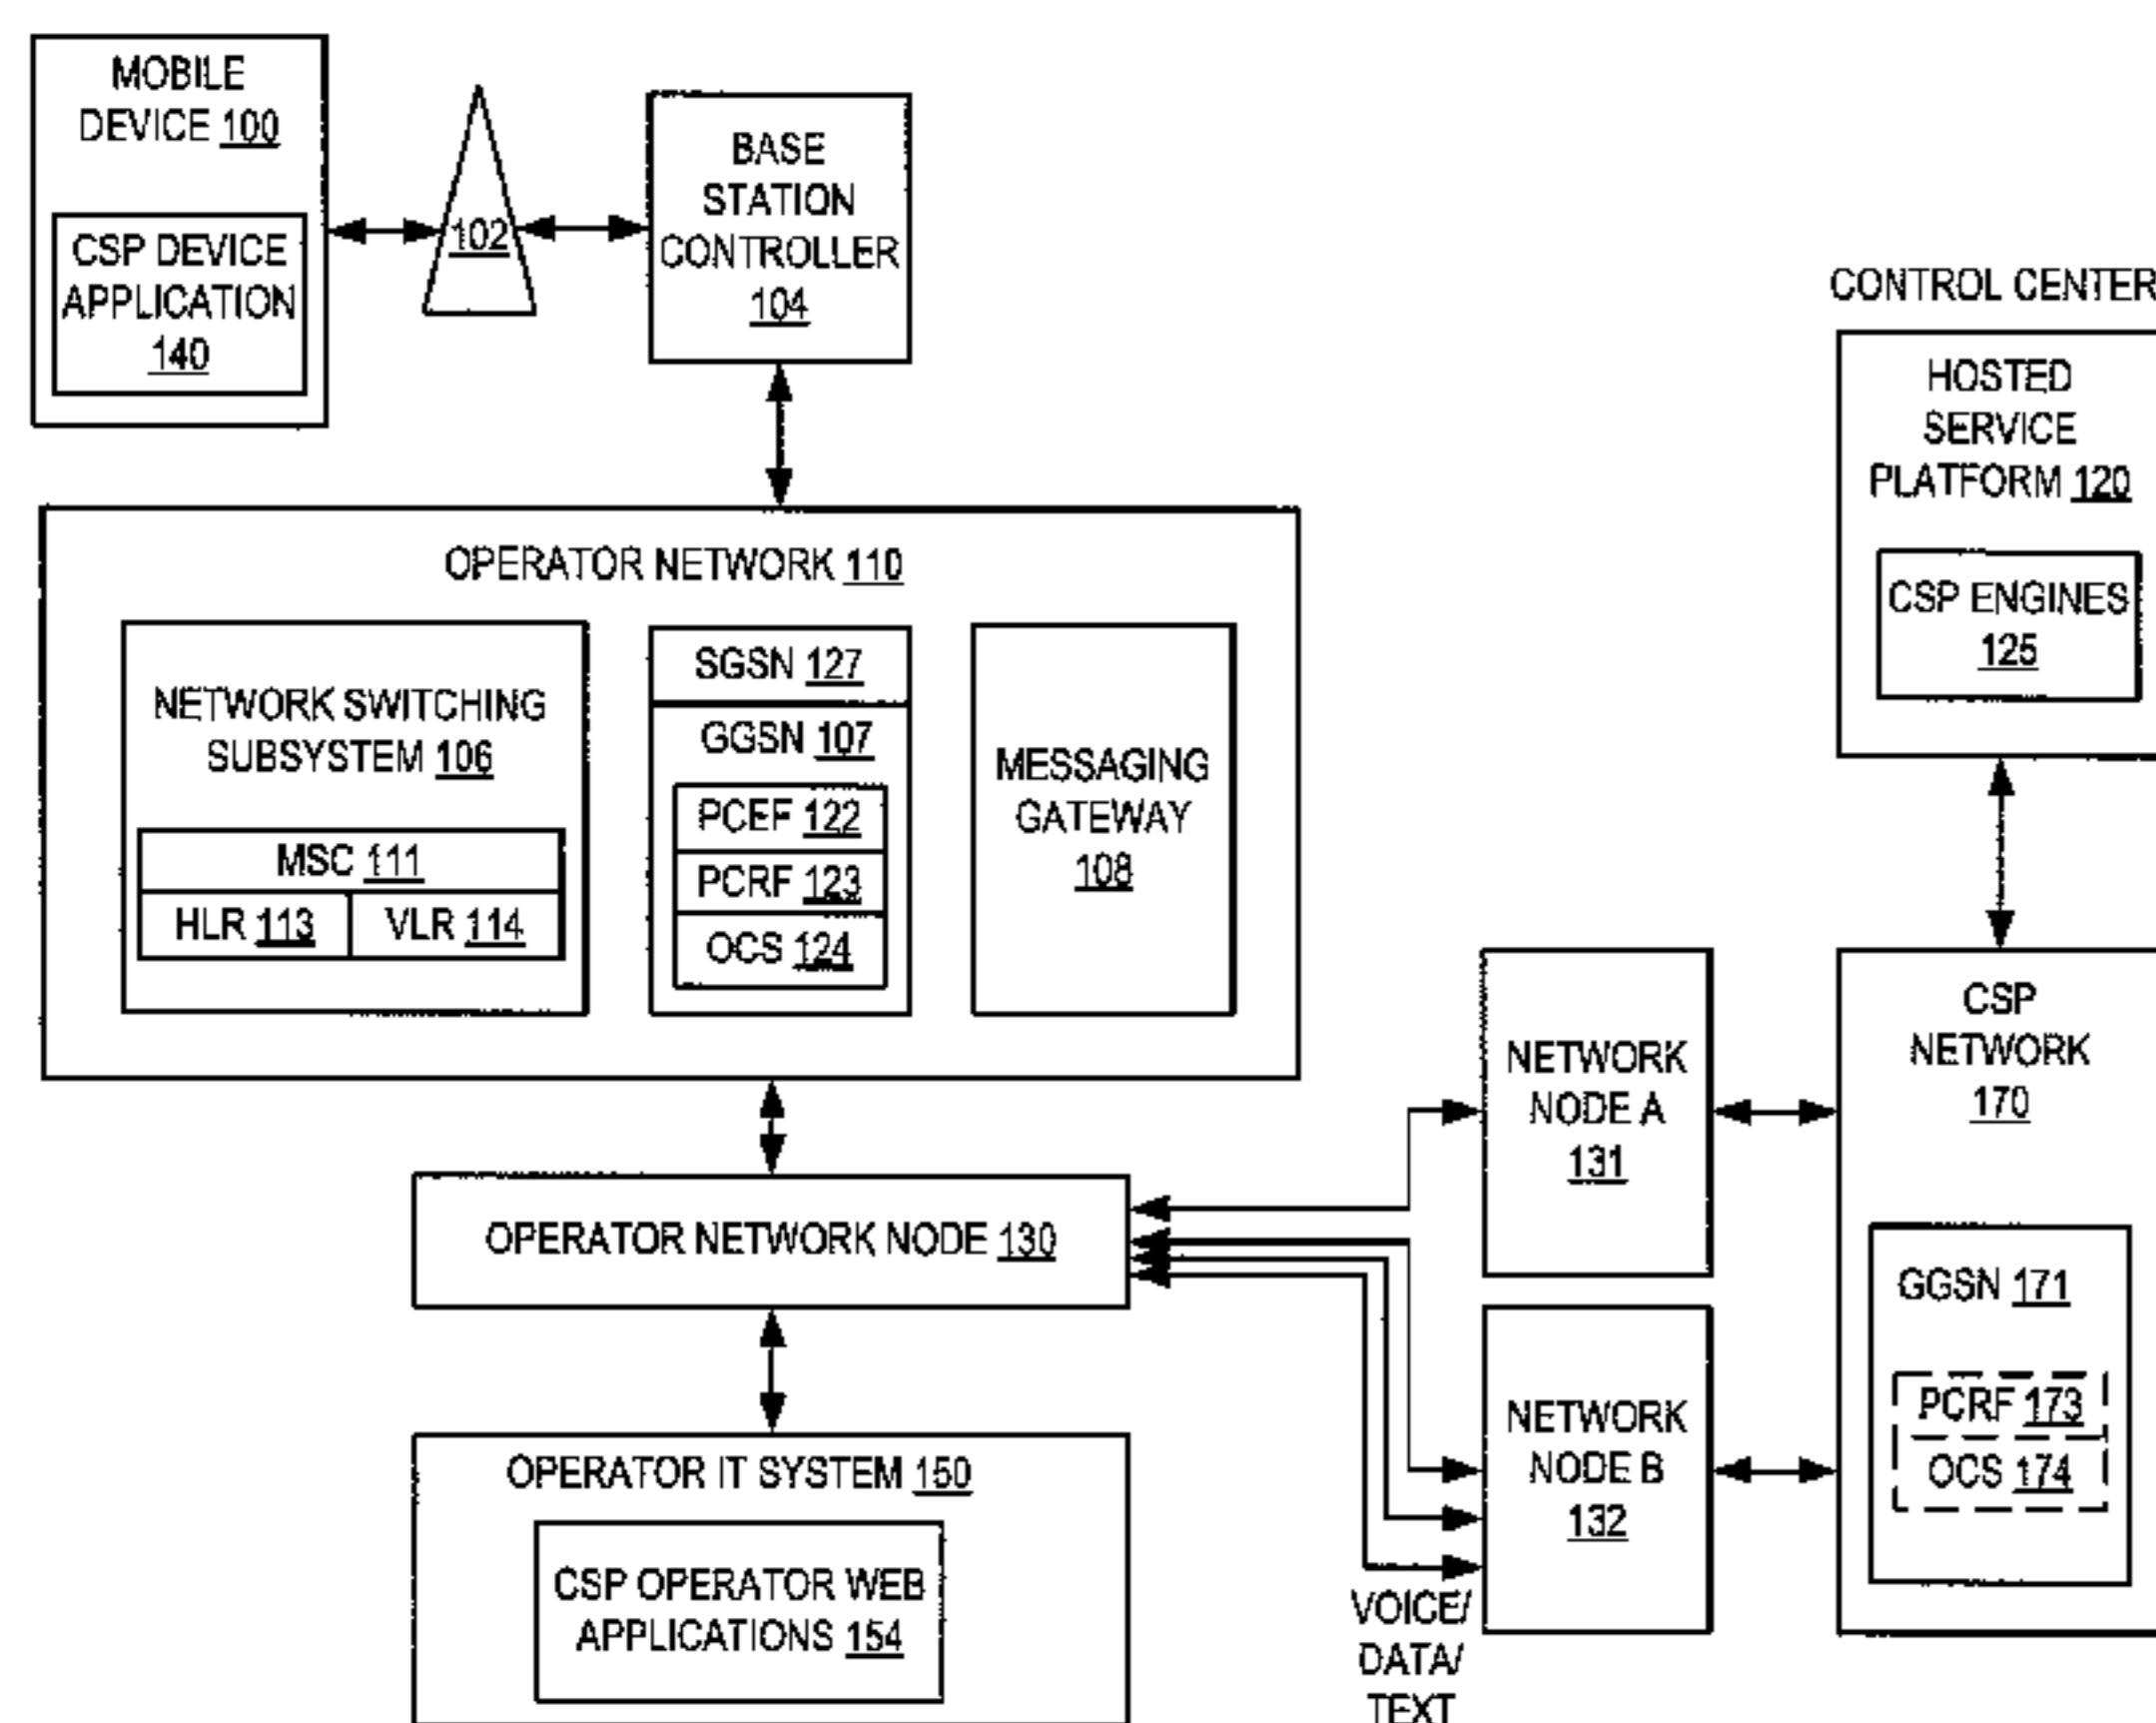 MOBILE
DEVICE 100
CSP DEVICE
APPLICATION
140
102
BASE
STATION
CONTROLLER
104
CONTROL CENTER
HOSTED
SERVICE
PLATFORM 120
CSP ENGINES
125
OPERATOR NETWORK 110
NETWORK SWITCHING
SUBSYSTEM 106
MSC 111
HLR 113
VLR 114
SGSN 127
GGSN 107
PCEF 122
PCRF 123
OCS 124
MESSAGING
GATEWAY
108
NETWORK
NODE A
131
CSP
NETWORK
170
GGSN 171
PCRF 173
OCS 174
OPERATOR NETWORK NODE 130
NETWORK
NODE B
132
OPERATOR IT SYSTEM 150
CSP OPERATOR WEB
APPLICATIONS 154
VOICE/
DATA/
TEXT